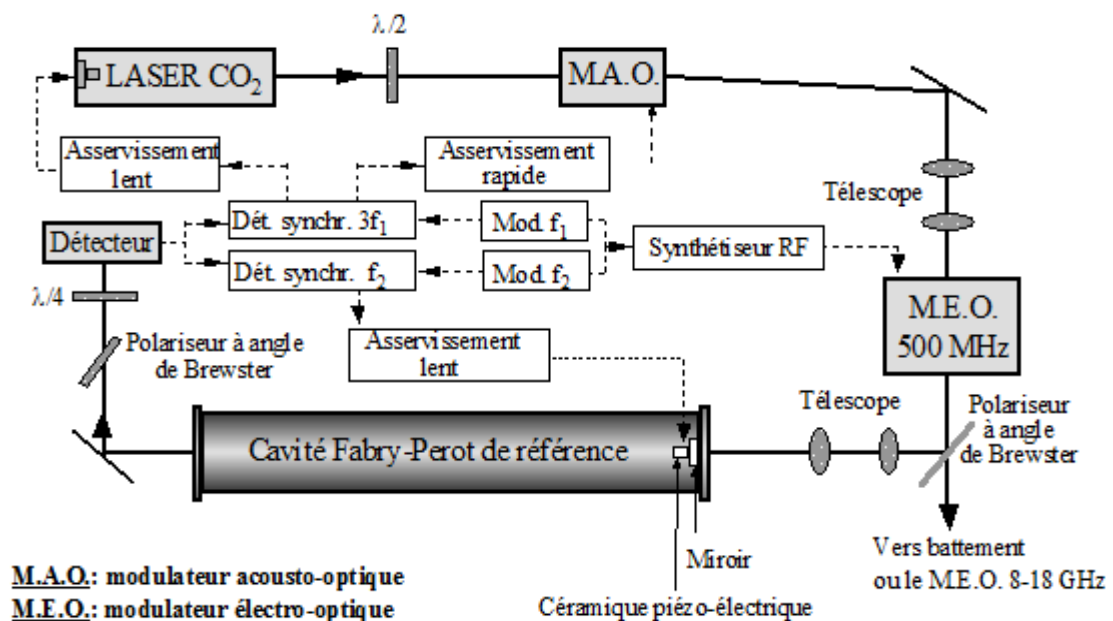 λ/2
LASER CO₂
M.A.O.
Asservissement
lent
Asservissement
rapide
Télescope
Dét. synchr. 3f₁
Mod. f₁
Détecteur
Synthétiseur RF
Dét. synchr. f₂
Mod. f₂
λ/4
M.E.O.
500 MHz
Polariseur à angle
de Brewster
Asservissement
lent
Télescope
Polariseur
à angle
de Brewster
Cavité Fabry-Perot de référence
Miroir
Vers battement
ou le M.E.O. 8-18 GHz
M.A.O.: modulateur acousto-optique
M.E.O.: modulateur électro-optique
Céramique piézo-électrique